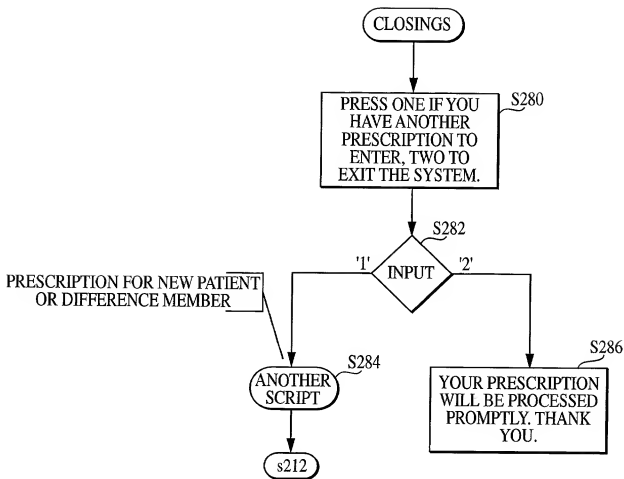 CLOSINGS
S280
PRESS ONE IF YOU
HAVE ANOTHER
PRESCRIPTION TO
ENTER, TWO TO
EXIT THE SYSTEM.
S282
'1'
INPUT
'2'
PRESCRIPTION FOR NEW PATIENT
OR DIFFERENCE MEMBER
S284
ANOTHER
SCRIPT
s212
S286
YOUR PRESCRIPTION
WILL BE PROCESSED
PROMPTLY. THANK
YOU.